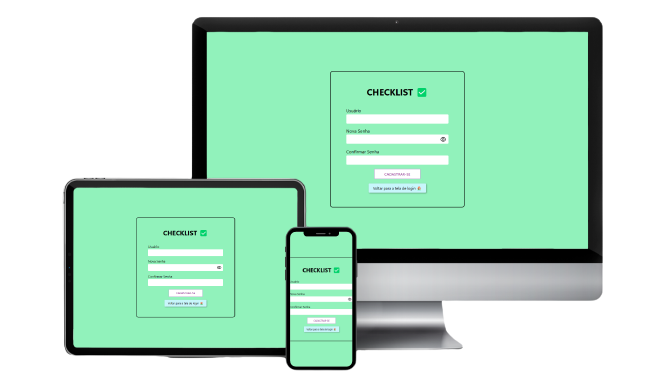 CHECKLIST
Usuário
Nova Senha
Confirmar Senha
CADASTRAR-SE
Voltar para a tela de login
CHECKLIST
Usuário
Nova Senha
Confirmar Senha
CADASTRAR-SE
Voltar para a tela de login
CHECKLIST
Usuário
Nova Senha
Confirmar Senha
CADASTRAR-SE
Voltar para a tela de login